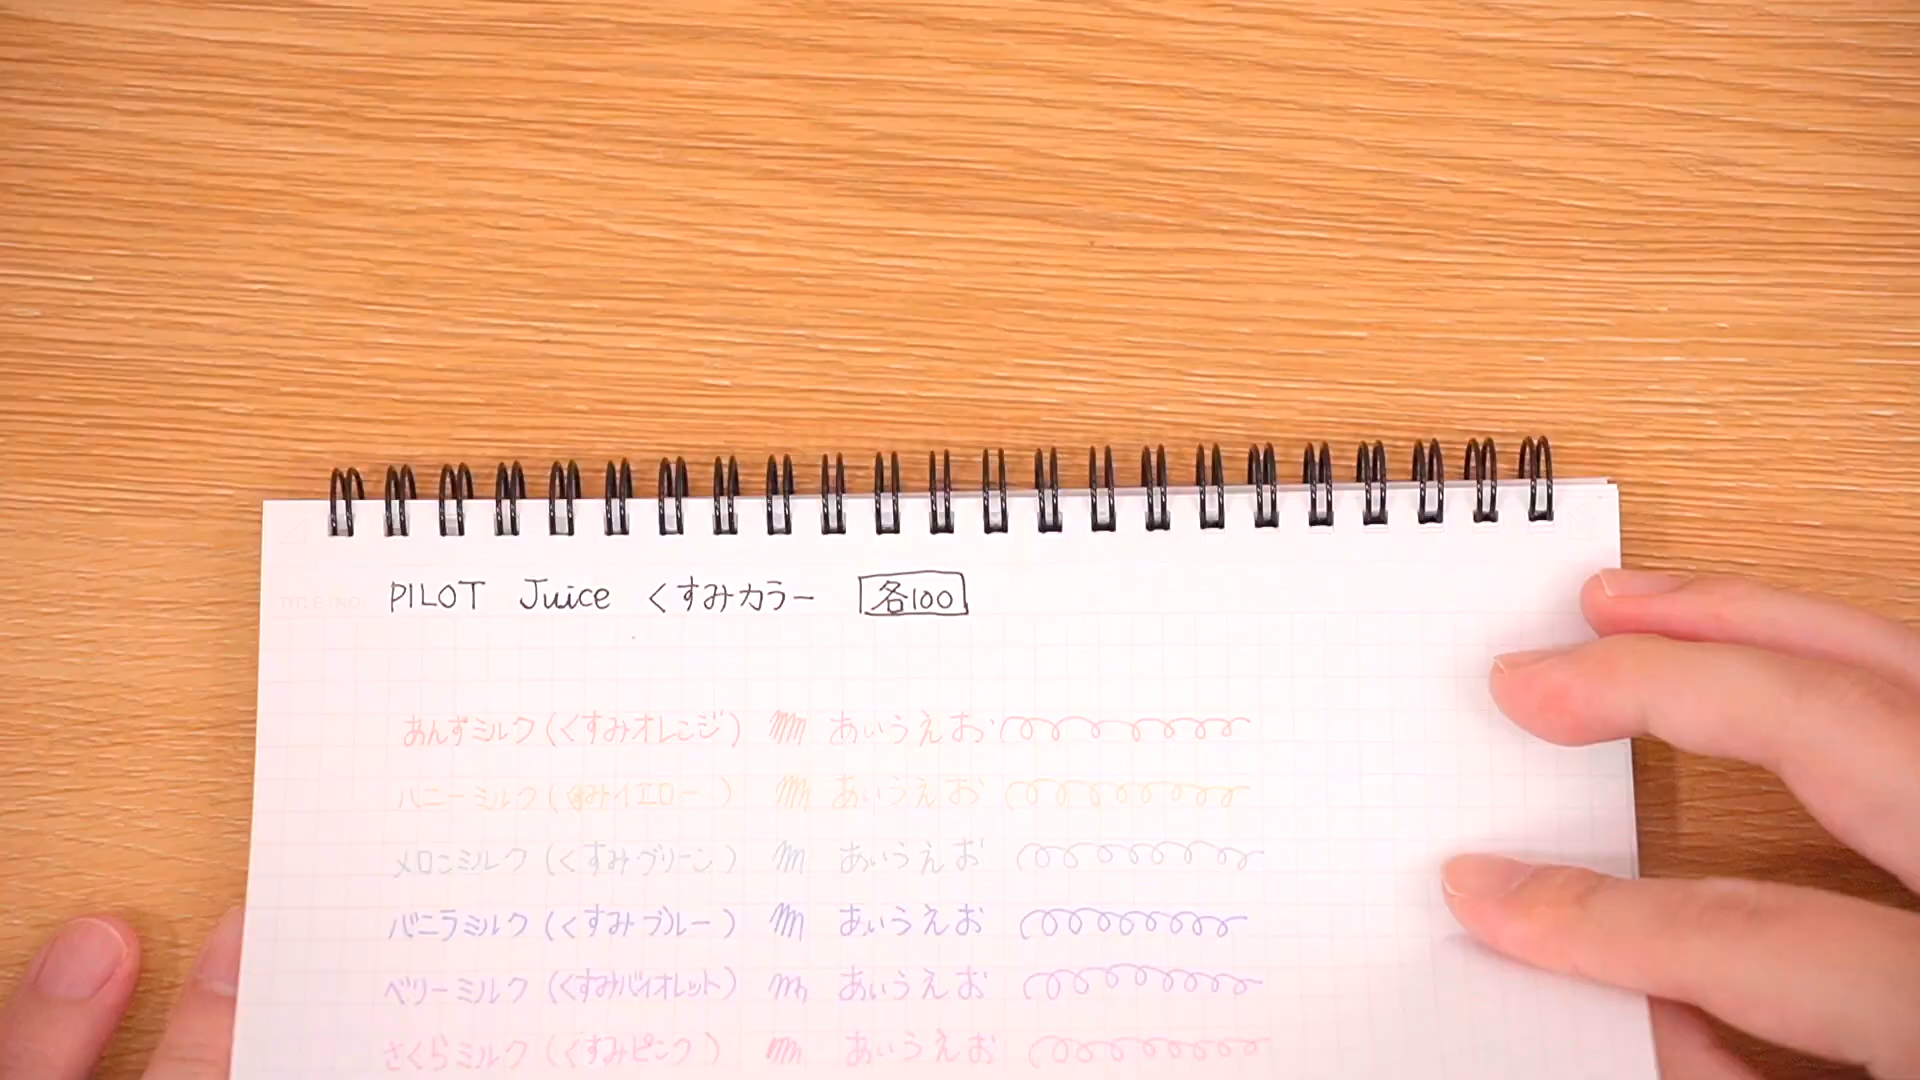 PILOT Juice くすみカラー 各100
TITLE/NO.
あんずミルク(くすみオレンジ) あいうえお
ハニーミルク(くすみイエロー) あいうえお
メロンミルク(くすみグリーン) あいうえお
バニラミルク(くすみブルー) あいうえお
ベリーミルク(くすみバイオレット) あいうえお
さくらミルク(くすみピンク) あいうえお